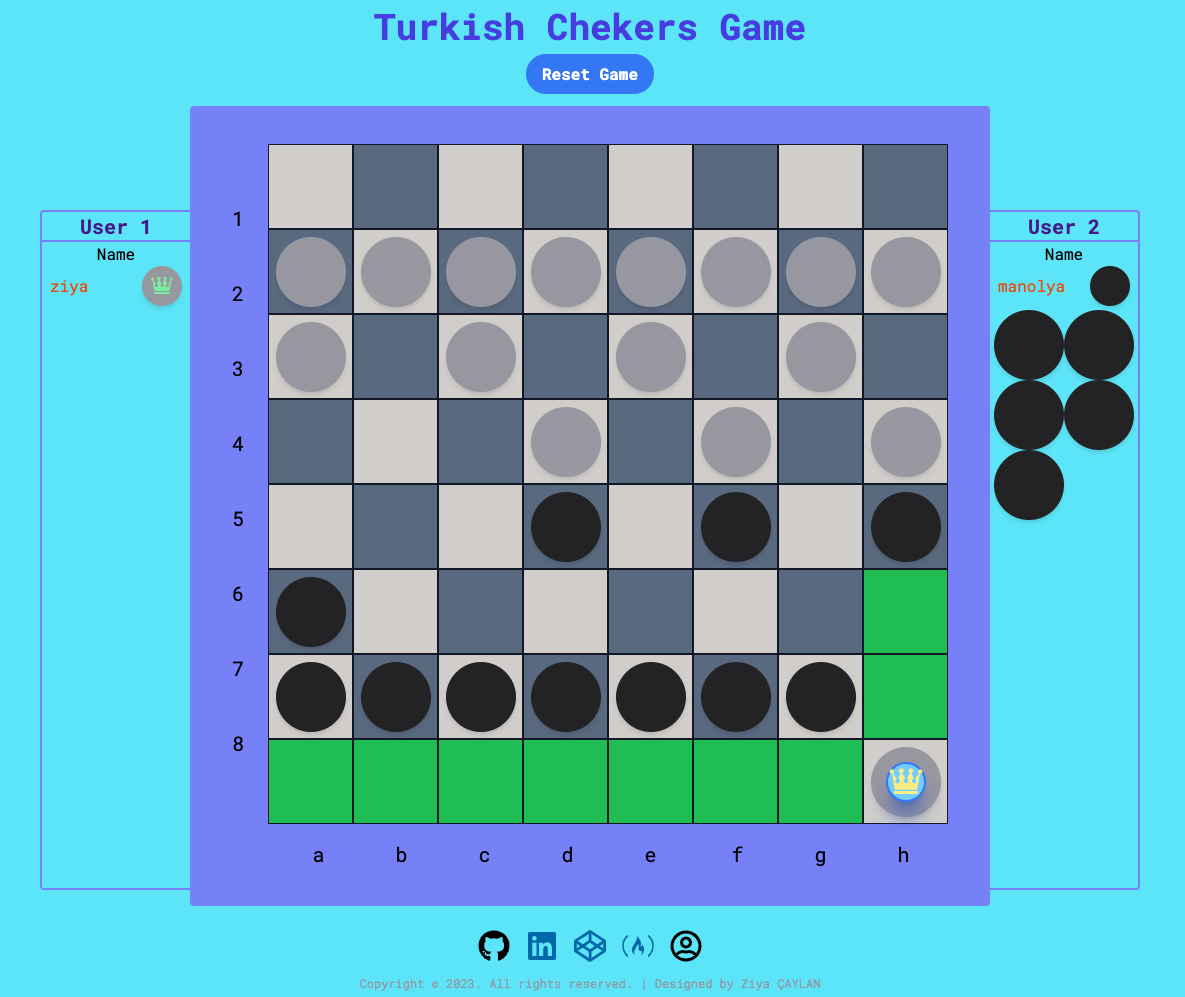 Turkish Chekers Game
Reset Game
User 1
User 2
Name
Name
ziya
manolya
1
2
3
4
5
6
7
8
a b c d e f g h
in
Copyright © 2023. All rights reserved. | Designed by Ziya ÇAYLAN